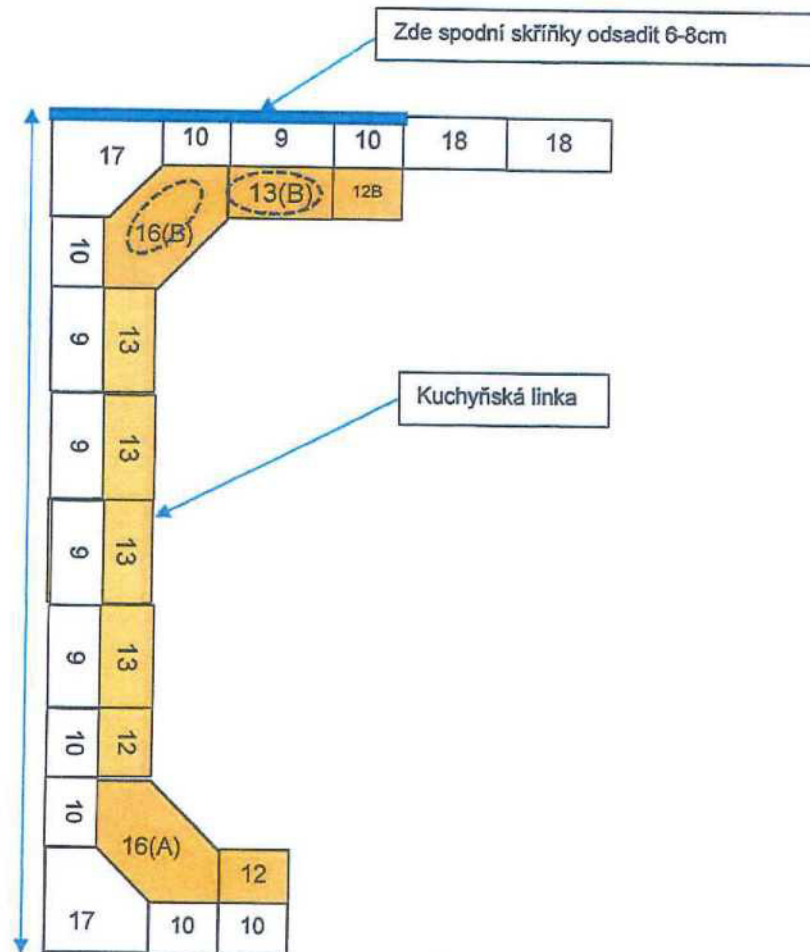 Zde spodní skříňky odsadit 6-8cm
17 10 9 10 18 18
16(B) 13(B) 12B
10
9 13
9 13
Kuchyňská linka
9 13
9 13
10 12
10
16(A)
12
17 10 10